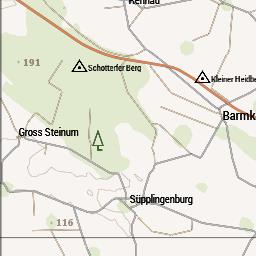 Rennau
191
Schotterfer Berg
Kleiner Heidbe
Barmk
Gross Steinum
Süpplingenburg
116